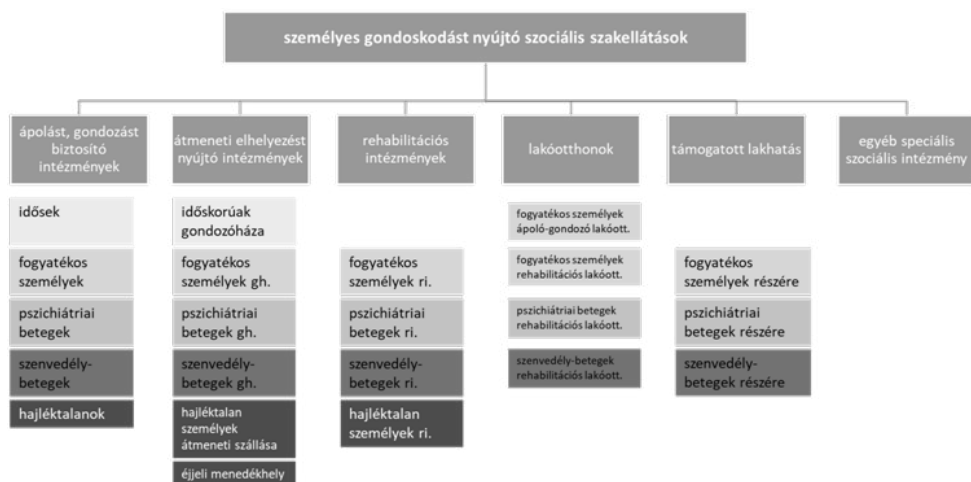 személyes gondoskodást nyújtó szociális szakellátások
ápolást, gondozást
biztosító
intézmények
átmeneti elhelyezést
nyújtó intézmények
rehabilitációs
intézmények
lakóotthonok
támogatott lakhatás
egyéb speciális
szociális intézmény
idősek
fogyatékos
személyek
pszichiátriai
betegek
szenvedély-
betegek
hajléktalanok
időskorúak
gondozóháza
fogyatékos
személyek gh.
pszichiátriai
betegek gh.
szenvedély-
betegek gh.
hajléktalan
személyek
átmeneti szállása
éjjeli menedékhely
fogyatékos
személyek ri.
pszichiátriai
betegek ri.
szenvedély-
betegek ri.
hajléktalan
személyek ri.
fogyatékos személyek
ápoló-gondozó lakóott.
fogyatékos személyek
rehabilitációs lakóott.
pszichiátriai betegek
rehabilitációs lakóott.
szenvedély-betegek
rehabilitációs lakóott.
fogyatékos
személyek részére
pszichiátriai
betegek részére
szenvedély-
betegek részére